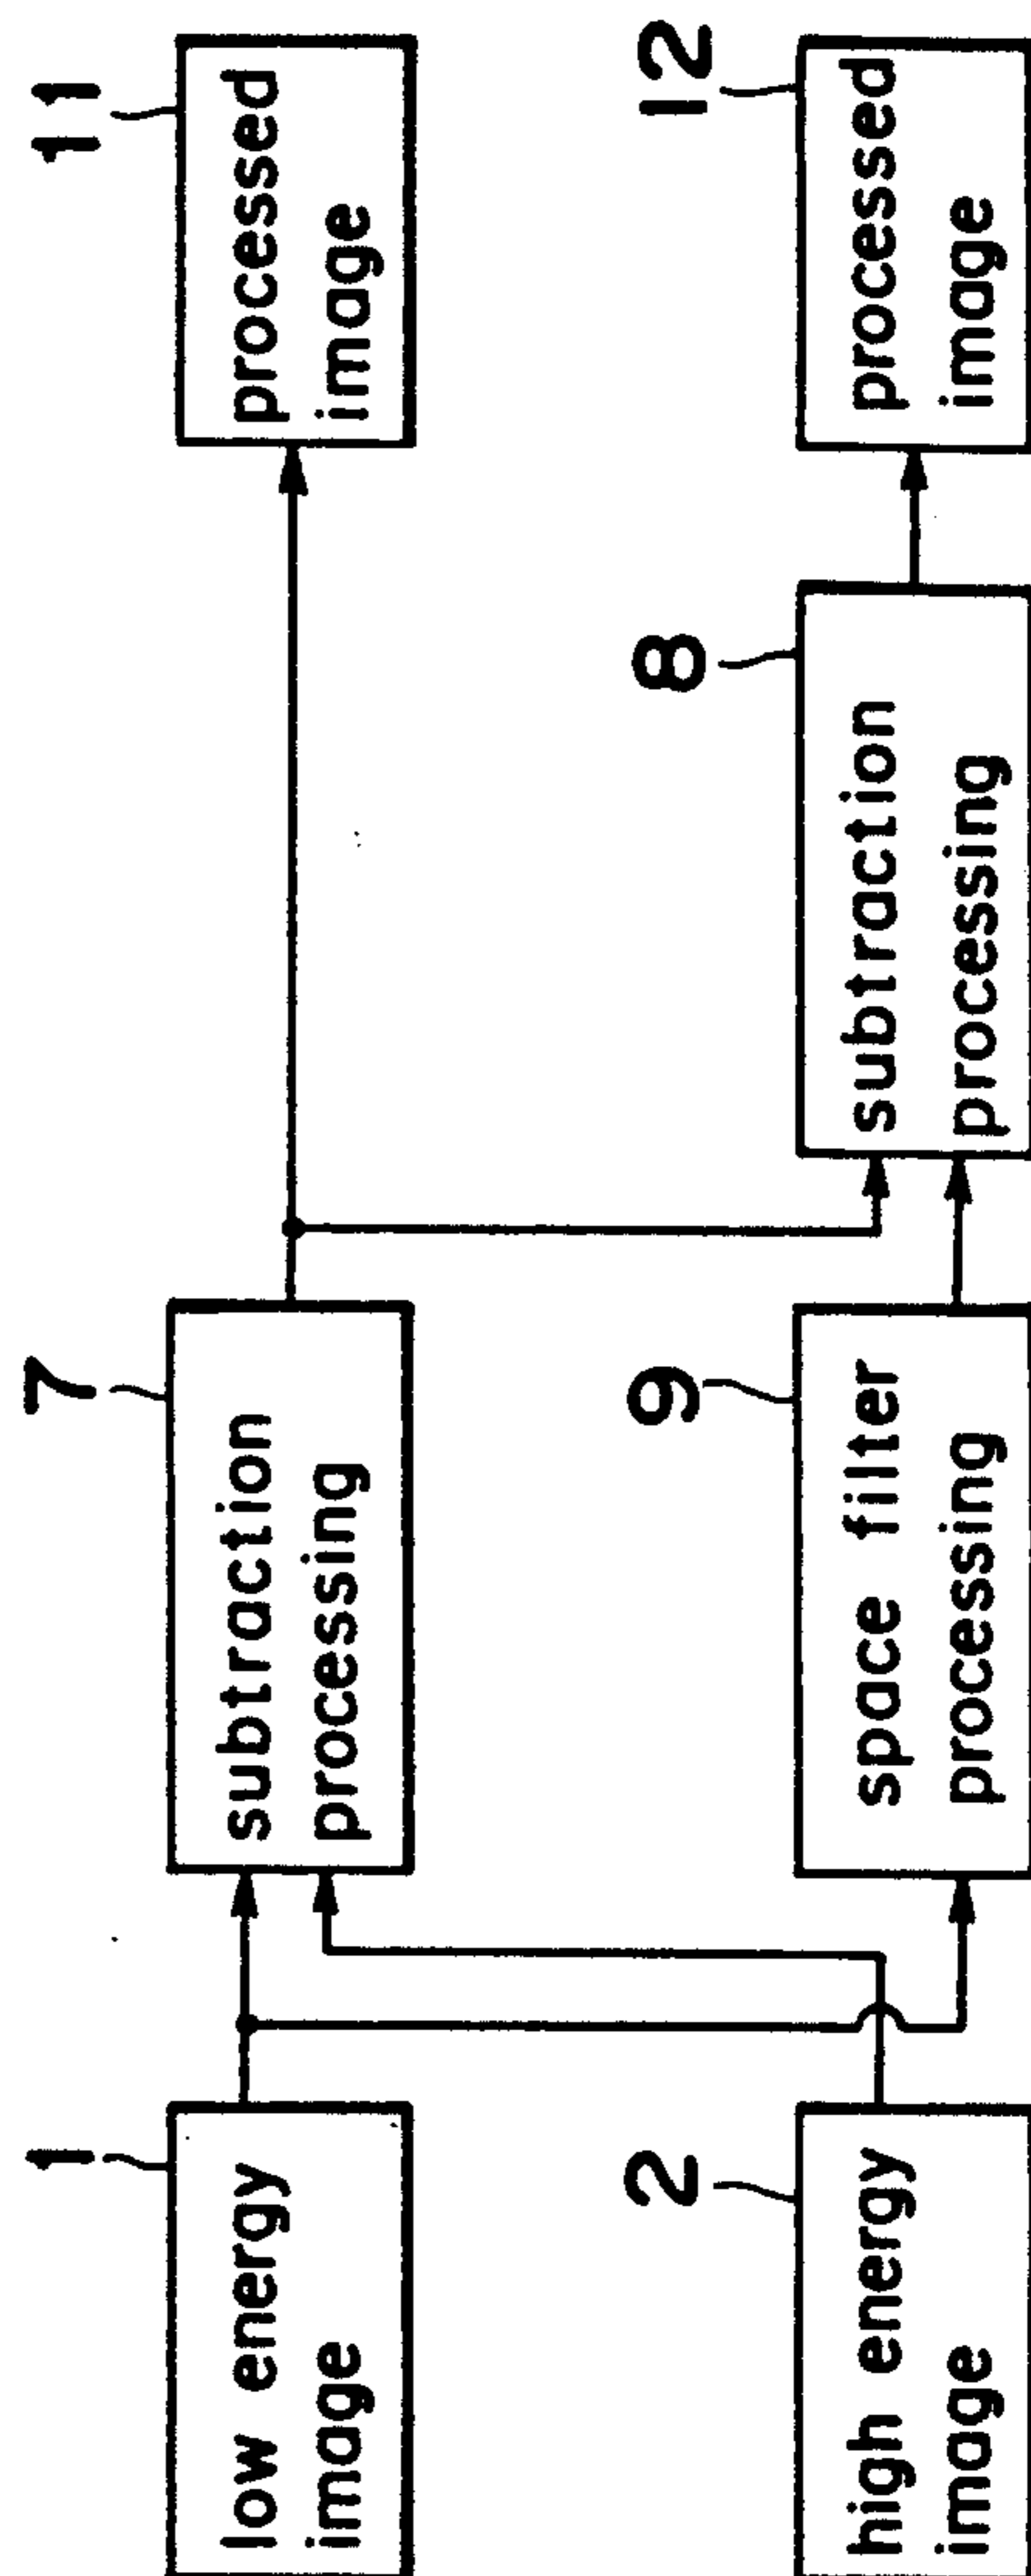 1
low energy
image
7
subtraction
processing
11
processed
image
2
high energy
image
9
space filter
processing
8
subtraction
processing
12
processed
image